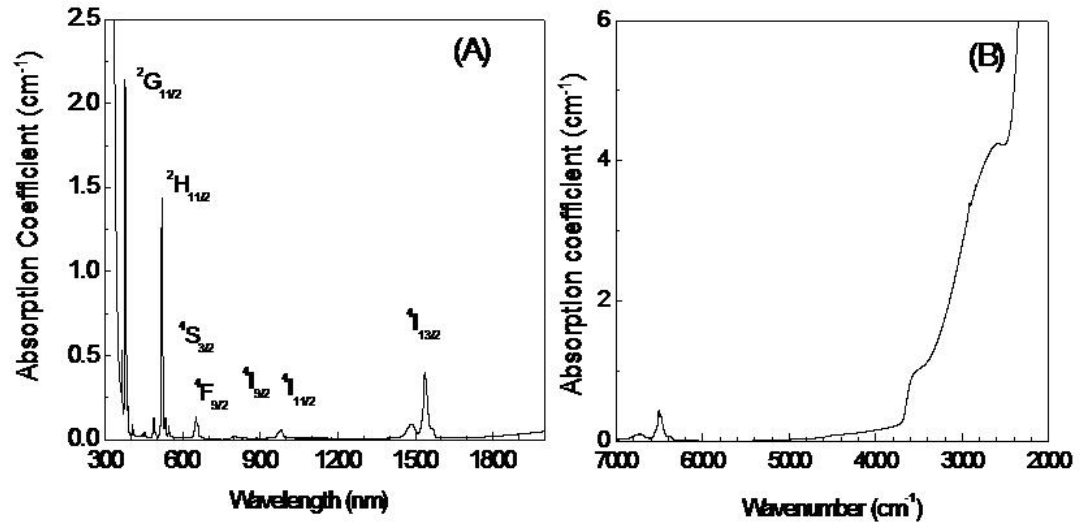 (A)
²G₁₁/₂
²H₁₁/₂
⁴S₃/₂
⁴F₉/₂
⁴I₉/₂
⁴I₁₁/₂
⁴I₁₃/₂
2.5
2.0
1.5
1.0
0.5
0.0
300 600 900 1200 1500 1800
Absorption Coefficient (cm⁻¹)
Wavelength (nm)
(B)
6
4
2
0
7000 6000 5000 4000 3000 2000
Absorption coefficient (cm⁻¹)
Wavenumber (cm⁻¹)